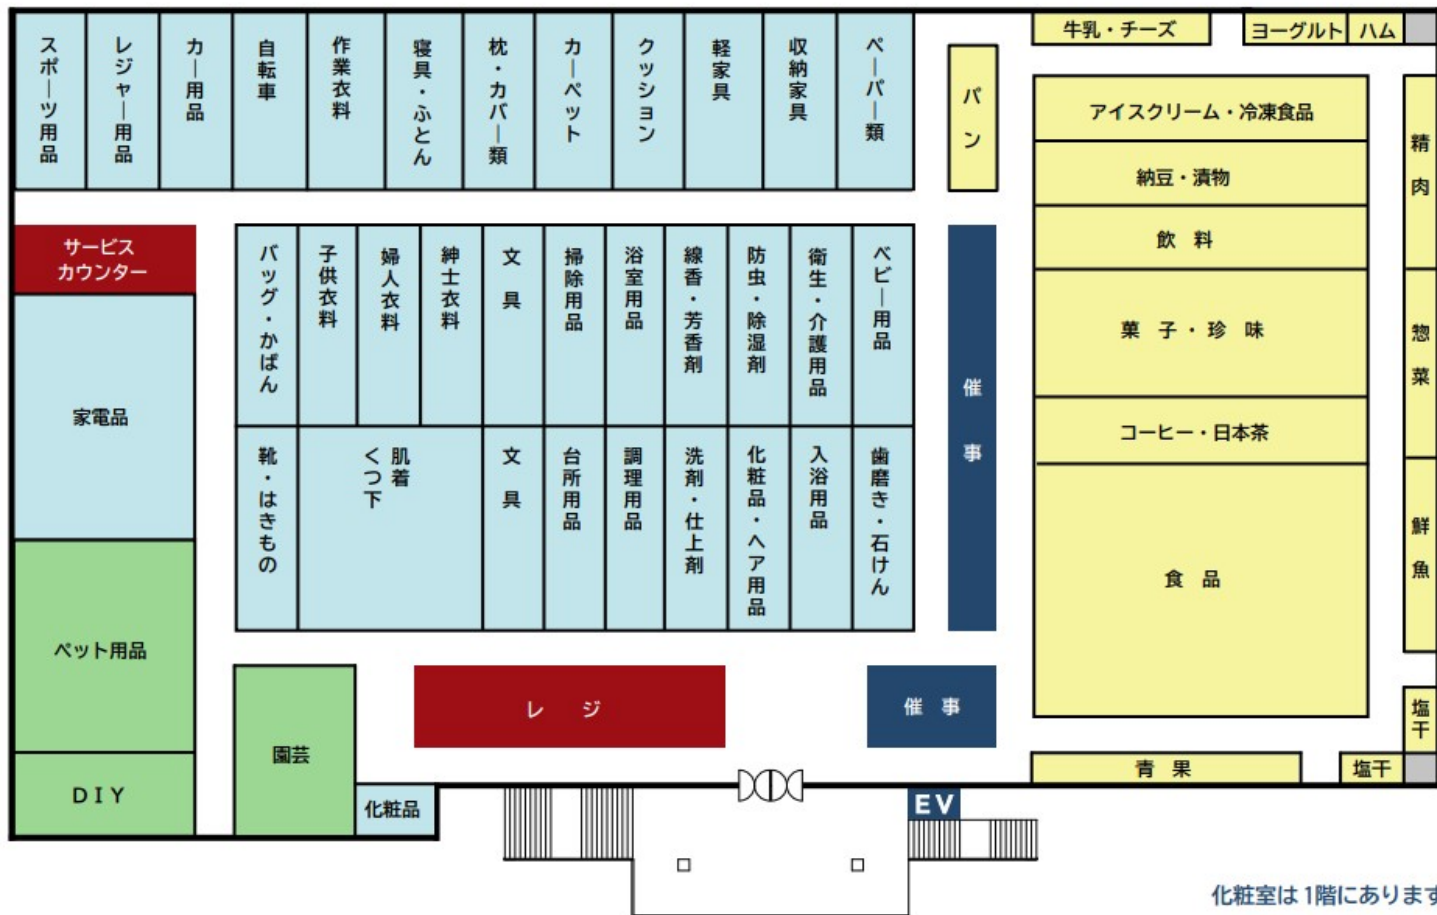 スポーツ用品
レジャー用品
カー用品
自転車
作業衣料
寝具・ふとん
枕・カバー類
カーペット
クッション
軽家具
収納家具
ペーパー類
パン
牛乳・チーズ
ヨーグルト
ハム
アイスクリーム・冷凍食品
納豆・漬物
飲料
菓子・珍味
コーヒー・日本茶
食品
精肉
惣菜
鮮魚
塩干
塩干
青果
サービス
カウンター
家電品
ペット用品
DIY
バッグ・かばん
子供衣料
婦人衣料
紳士衣料
文具
掃除用品
浴室用品
線香・芳香剤
防虫・除湿剤
衛生・介護用品
ベビー用品
靴・はきもの
肌着
くつ下
文具
台所用品
調理用品
洗剤・仕上剤
化粧品・ヘア用品
入浴用品
歯磨き・石けん
催事
園芸
レジ
催事
化粧品
EV
化粧室は1階にあります